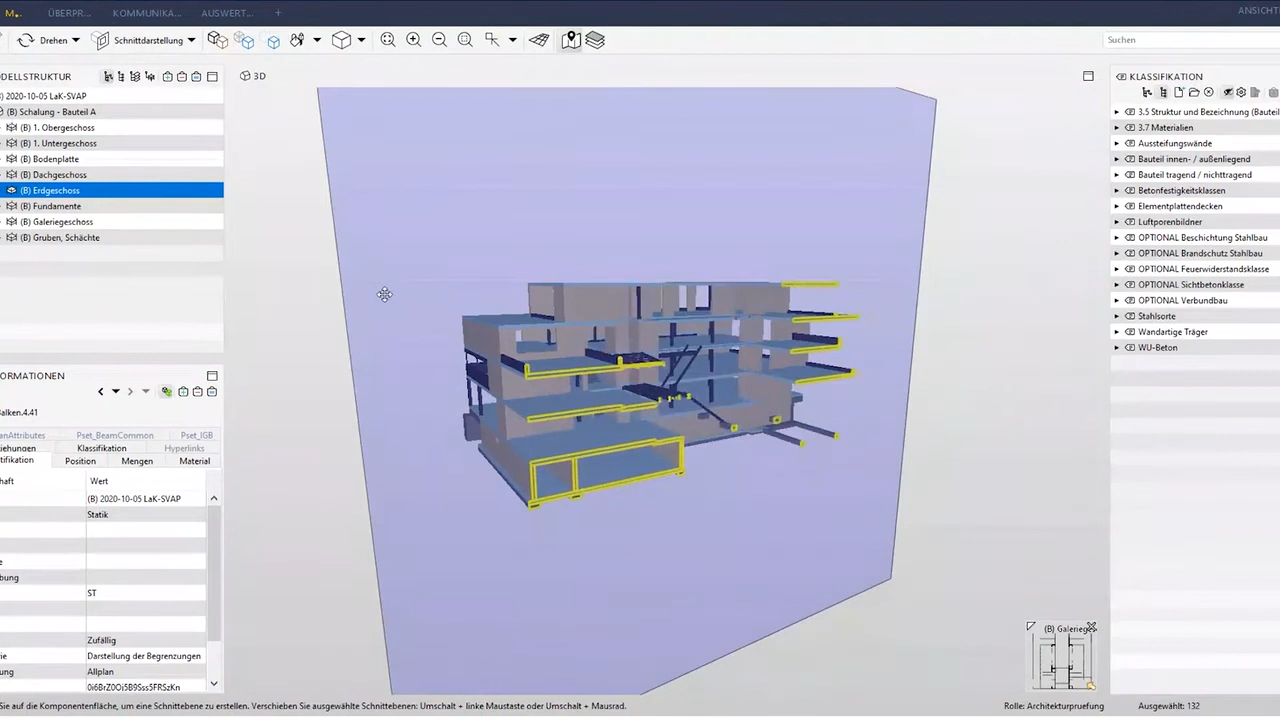 M..
ÜBERPR...
KOMMUNIKA...
AUSWERT...
+
ANSICHT
Drehen
Schnittdarstellung
Suchen
DELLSTRUKTUR
3D
KLASSIFIKATION
) 2020-10-05 LaK-SVAP
(B) Schalung - Bauteil A
(B) 1. Obergeschoss
(B) 1. Untergeschoss
(B) Bodenplatte
(B) Dachgeschoss
(B) Erdgeschoss
(B) Fundamente
(B) Galeriegeschoss
(B) Gruben, Schächte
3.5 Struktur und Bezeichnung (Bauteil
3.7 Materialien
Aussteifungswände
Bauteil innen- / außenliegend
Bauteil tragend / nichttragend
Betonfestigkeitsklassen
Elementplattendecken
Luftporenbildner
OPTIONAL Beschichtung Stahlbau
OPTIONAL Brandschutz Stahlbau
OPTIONAL Feuerwiderstandsklasse
OPTIONAL Sichtbetonklasse
OPTIONAL Verbundbau
Stahlsorte
Wandartige Träger
WU-Beton
ORMATIONEN
Balken.4.41
anAttributes Pset_BeamCommon Pset_IGB
iehungen Klassifikation Hyperlinks
tifikation Position Mengen Material
haft Wert
(B) 2020-10-05 LaK-SVAP
Statik
e
bung
ST
Zufällig
ie Darstellung der Begrenzungen
ung Allplan
0i6BrZ0Oj5B9Sss5FRSzKn
(B) Galeriege
Sie auf die Komponentenfläche, um eine Schnittebene zu erstellen. Verschieben Sie ausgewählte Schnittebenen: Umschalt + linke Maustaste oder Umschalt + Mausrad.
Rolle: Architekturprüfung
Ausgewählt: 132